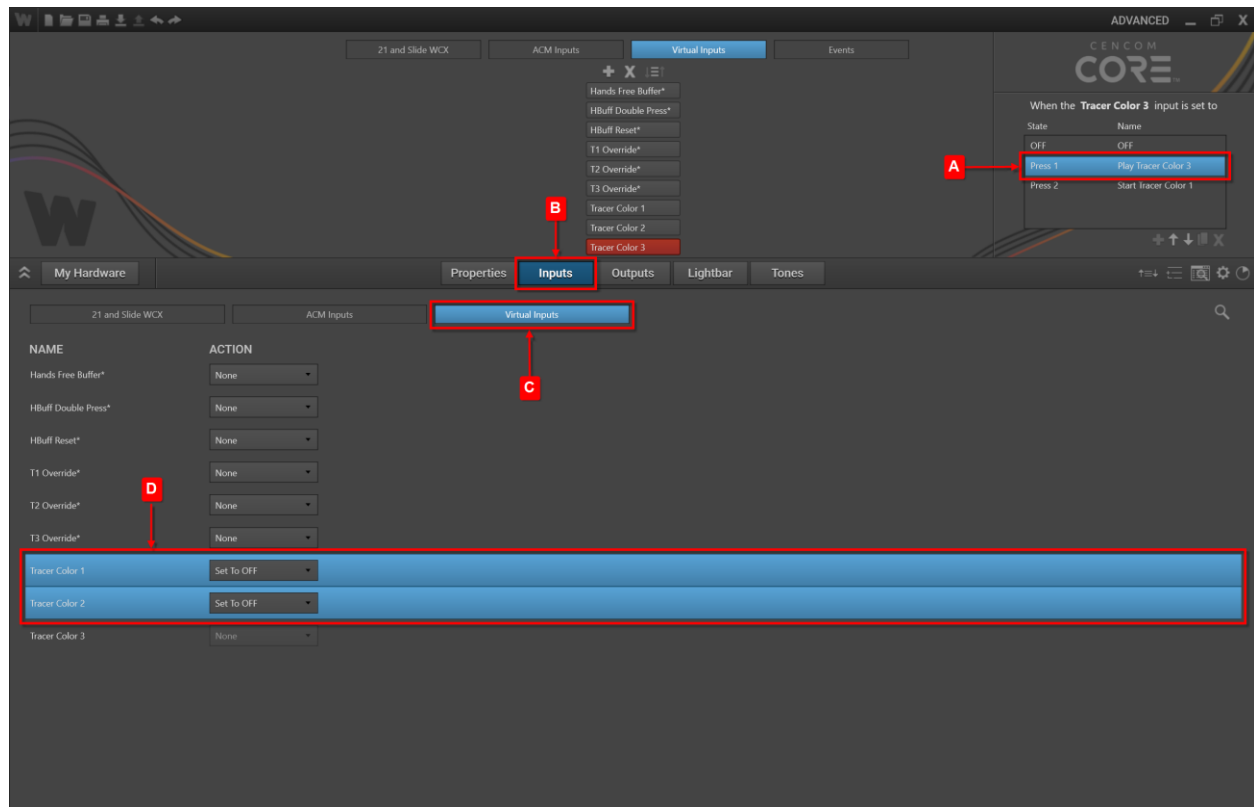 W ADVANCED X
21 and Slide WCX ACM Inputs Virtual Inputs Events
CENCOM
CORE
Hands Free Buffer*
HBuff Double Press*
HBuff Reset*
T1 Override*
T2 Override*
T3 Override*
Tracer Color 1
Tracer Color 2
Tracer Color 3
When the Tracer Color 3 input is set to
State Name
OFF OFF
A Press 1 Play Tracer Color 3
Press 2 Start Tracer Color 1
W
B
My Hardware Properties Inputs Outputs Lightbar Tones
21 and Slide WCX ACM Inputs Virtual Inputs
C
NAME ACTION
Hands Free Buffer* None
HBuff Double Press* None
HBuff Reset* None
T1 Override* None
D
T2 Override* None
T3 Override* None
Tracer Color 1 Set To OFF
Tracer Color 2 Set To OFF
Tracer Color 3 None